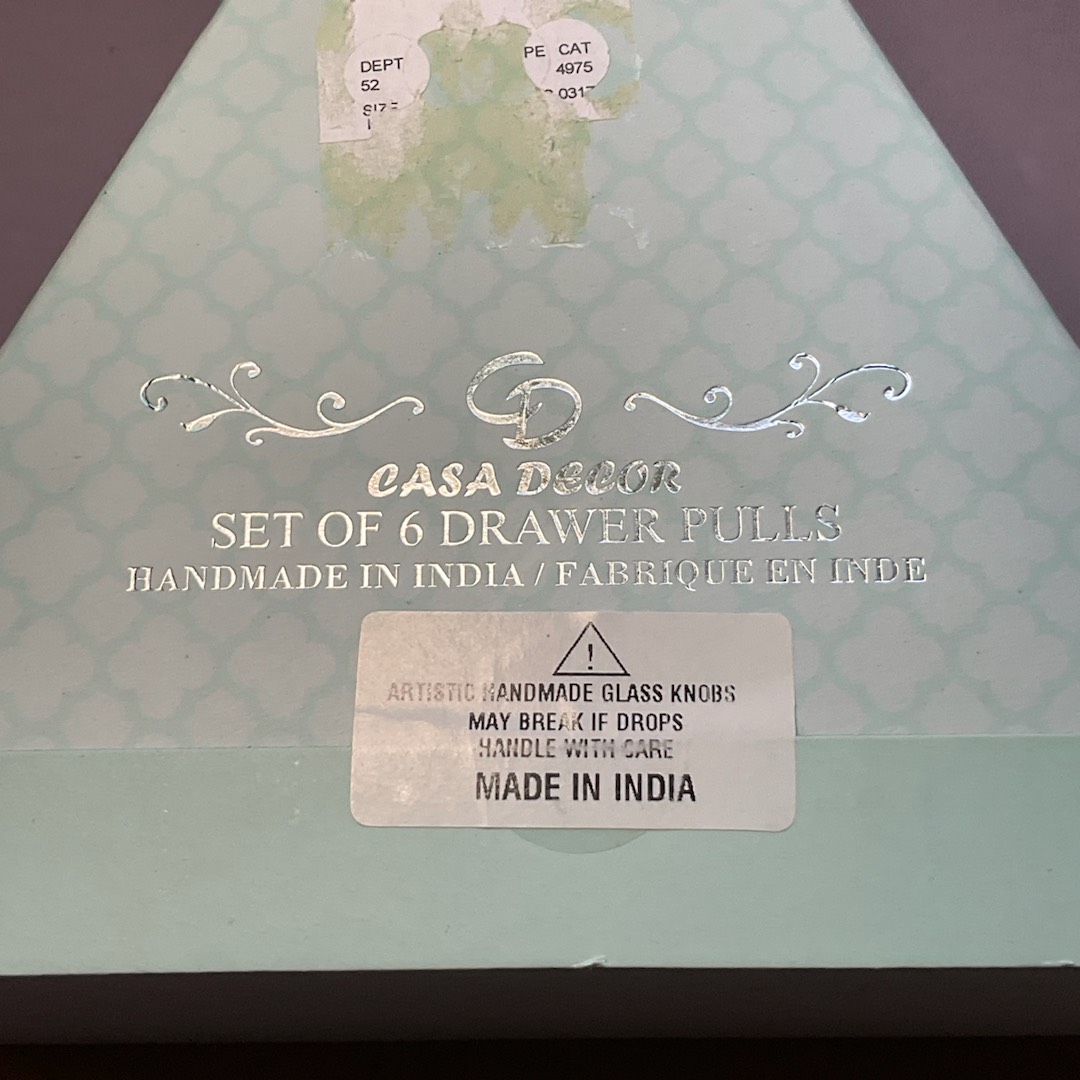 DEPT
52
PE CAT
4975
CD
CASA DECOR
SET OF 6 DRAWER PULLS
HANDMADE IN INDIA / FABRIQUE EN INDE
!
ARTISTIC HANDMADE GLASS KNOBS
MAY BREAK IF DROPS
HANDLE WITH CARE
MADE IN INDIA